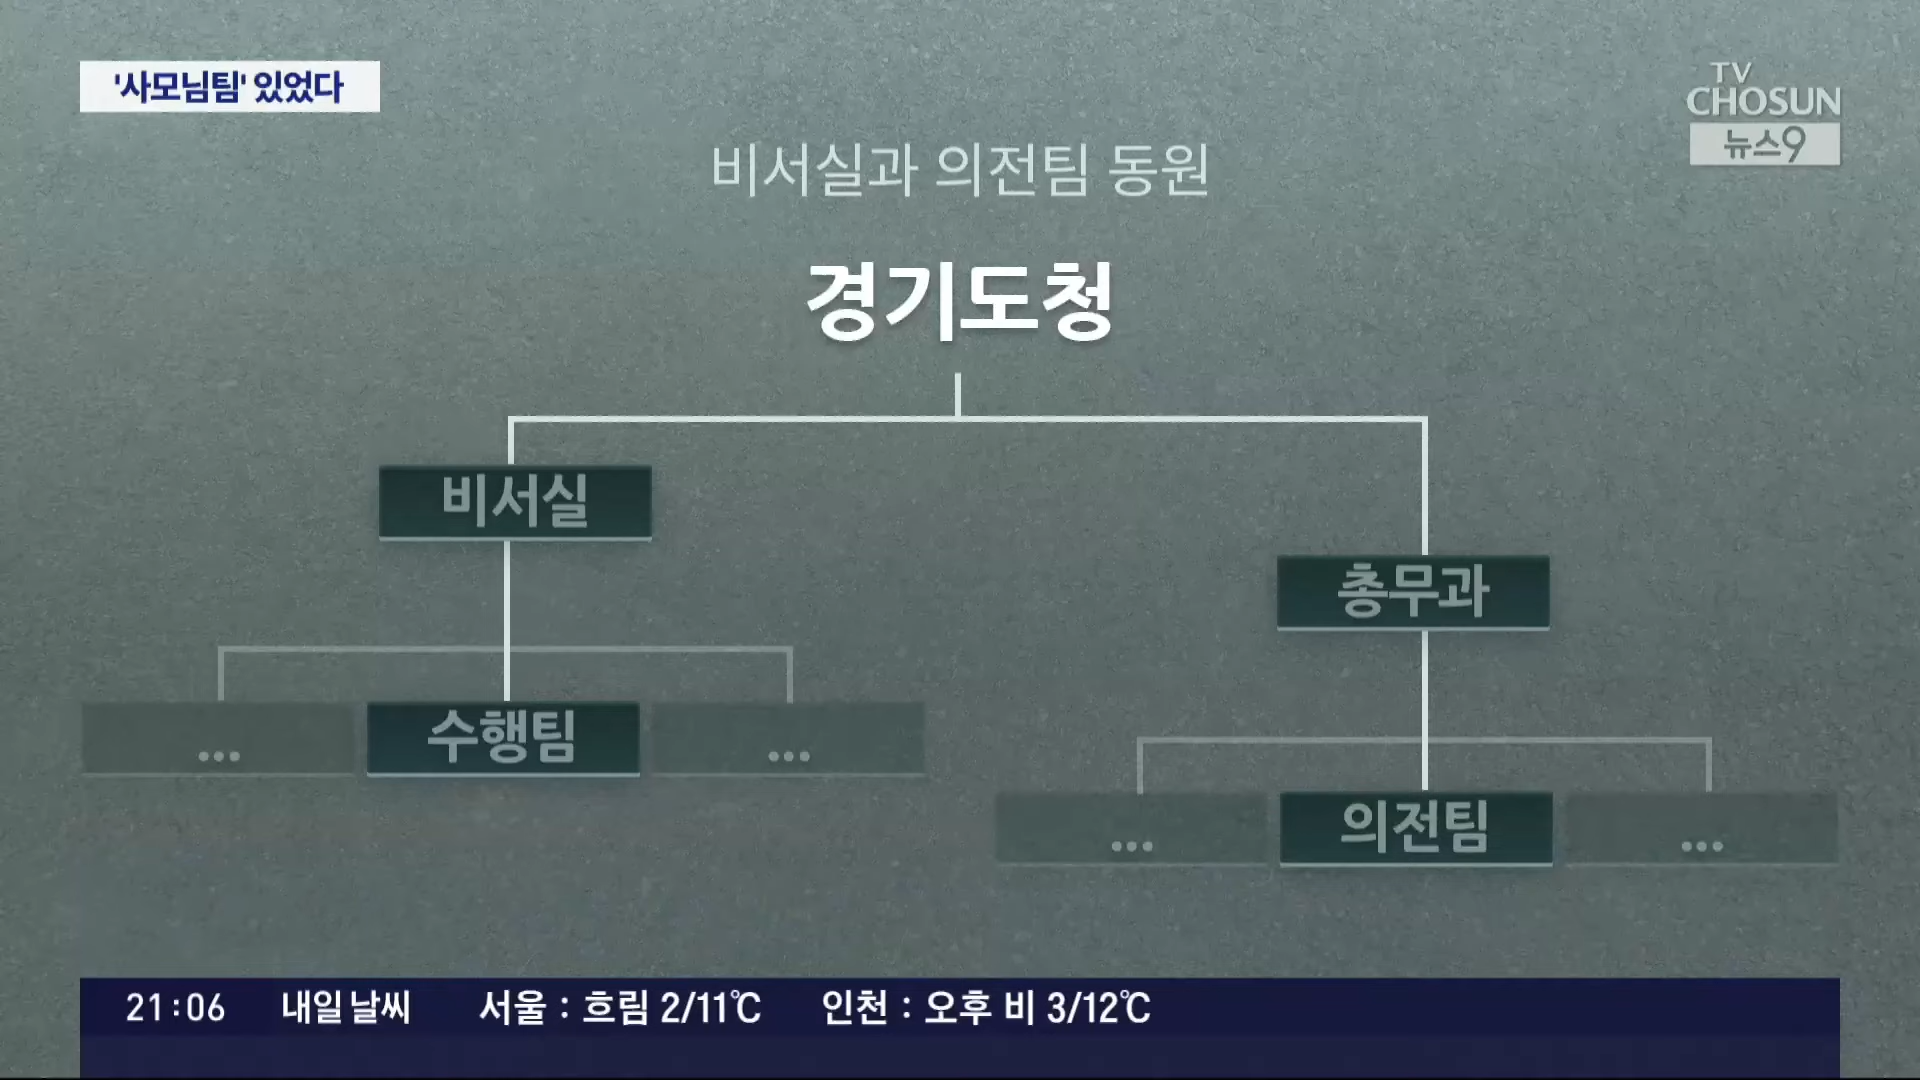 '사모님팀' 있었다
TV
CHOSUN
뉴스9
비서실과 의전팀 동원
경기도청
비서실
총무과
... 수행팀 ...
... 의전팀 ...
21:06 내일 날씨 서울 : 흐림 2/11℃ 인천 : 오후 비 3/12℃